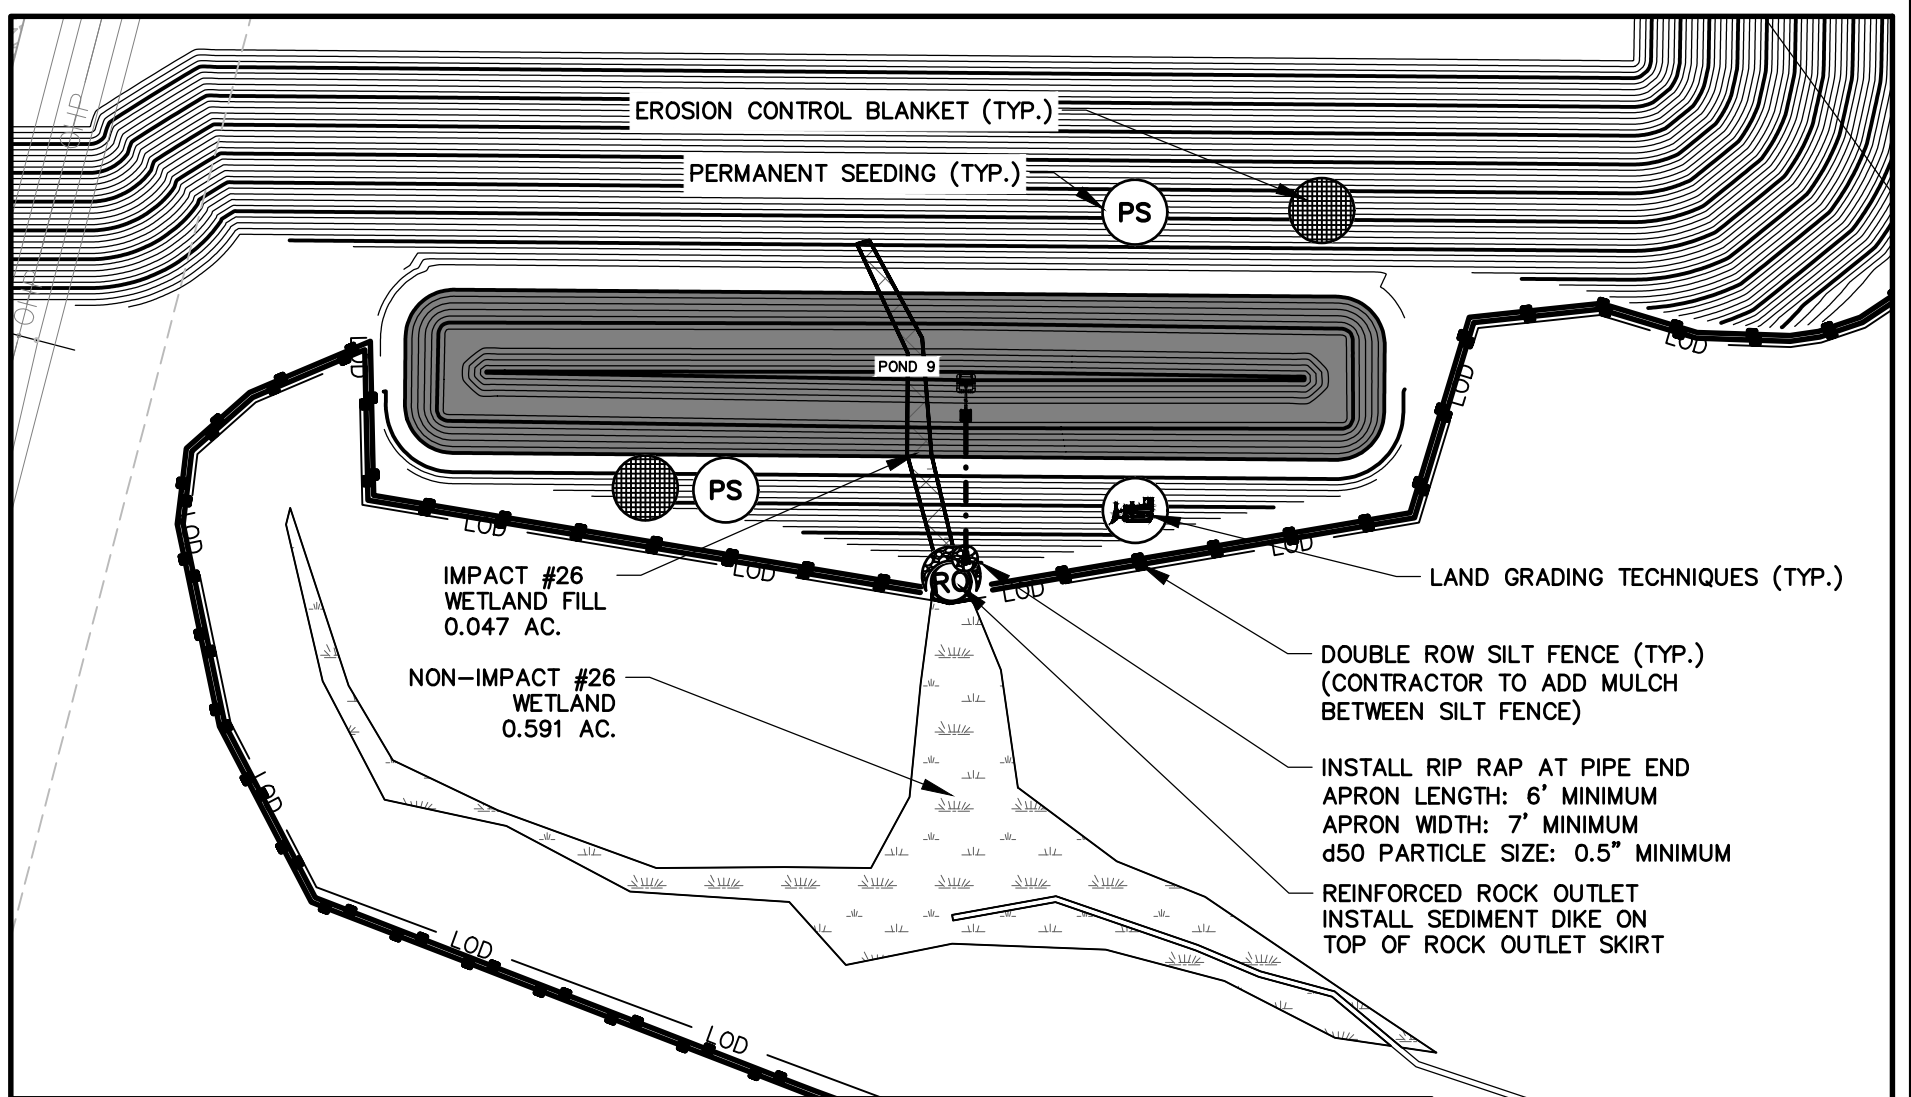 EROSION CONTROL BLANKET (TYP.)
PERMANENT SEEDING (TYP.)
PS
POND 9
LOD
LOD
LOD
PS
LOD
LOD
LOD
LOD
LOD
RO
LOD
IMPACT #26
WETLAND FILL
0.047 AC.
LAND GRADING TECHNIQUES (TYP.)
NON-IMPACT #26
WETLAND
0.591 AC.
DOUBLE ROW SILT FENCE (TYP.)
(CONTRACTOR TO ADD MULCH
BETWEEN SILT FENCE)
INSTALL RIP RAP AT PIPE END
APRON LENGTH: 6' MINIMUM
APRON WIDTH: 7' MINIMUM
d50 PARTICLE SIZE: 0.5" MINIMUM
LOD
REINFORCED ROCK OUTLET
INSTALL SEDIMENT DIKE ON
TOP OF ROCK OUTLET SKIRT
LOD
LOD